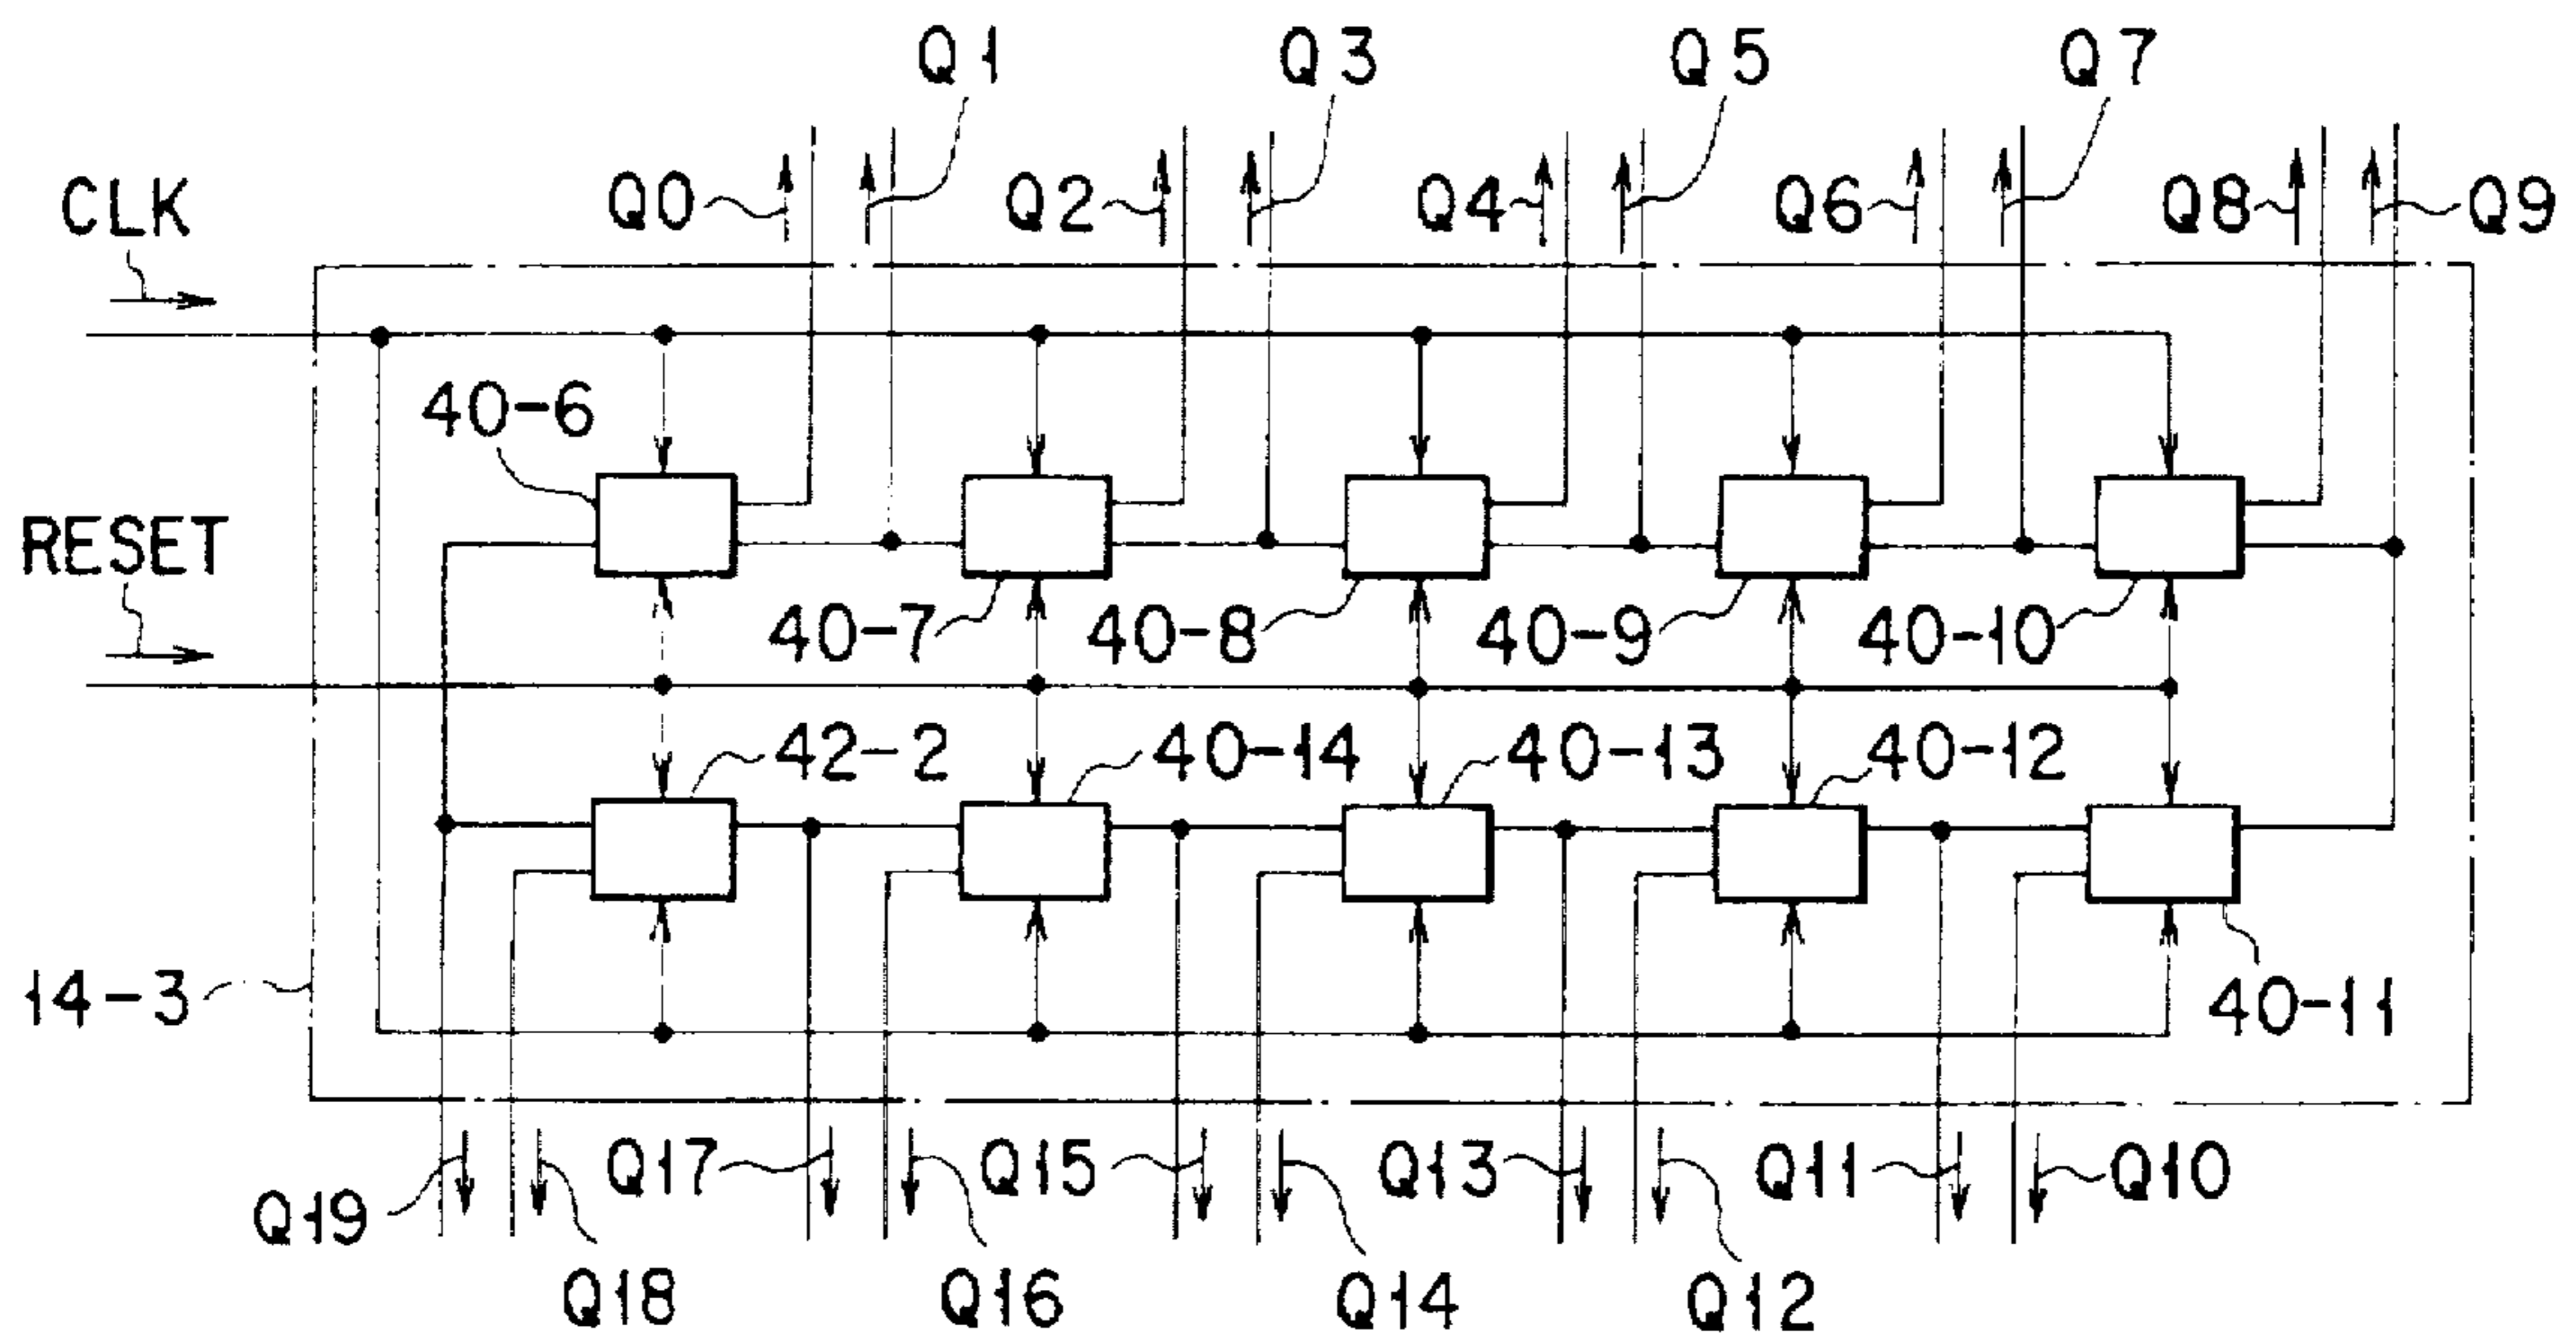 Q1 Q3 Q5 Q7
CLK Q0 Q2 Q4 Q6 Q8 Q9
40-6
RESET
40-7 40-8 40-9 40-10
42-2 40-14 40-13 40-12
14-3 40-11
Q19 Q17 Q15 Q13 Q11 Q10
Q18 Q16 Q14 Q12